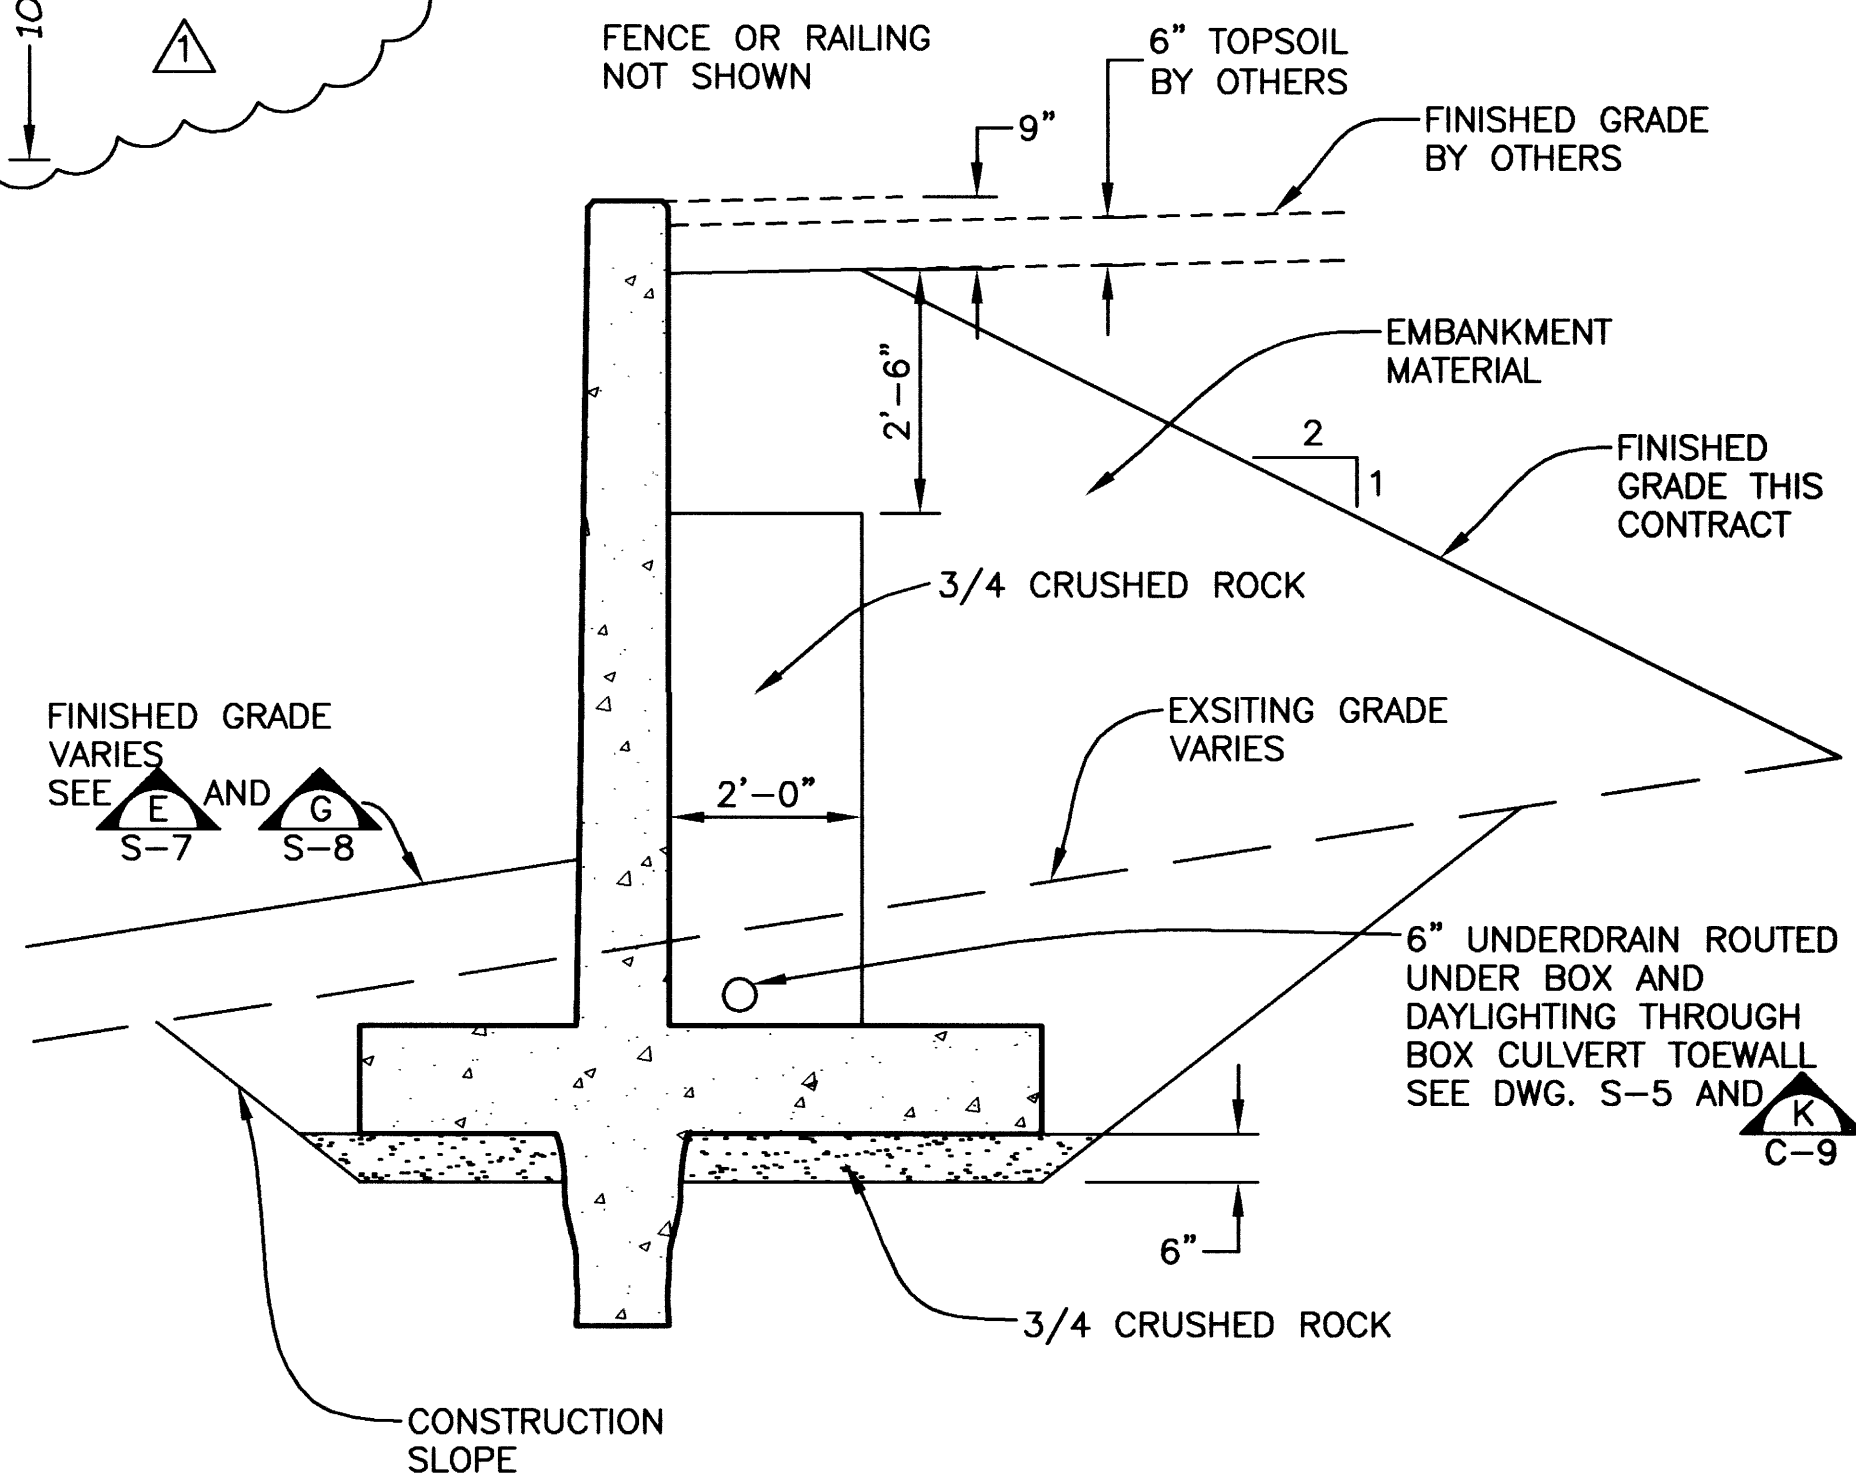 10
1
FENCE OR RAILING
NOT SHOWN
6" TOPSOIL
BY OTHERS
9"
FINISHED GRADE
BY OTHERS
EMBANKMENT
MATERIAL
2'-6"
2
1
FINISHED
GRADE THIS
CONTRACT
3/4 CRUSHED ROCK
FINISHED GRADE
VARIES
SEE E AND G
S-7 S-8
EXSITING GRADE
VARIES
2'-0"
6" UNDERDRAIN ROUTED
UNDER BOX AND
DAYLIGHTING THROUGH
BOX CULVERT TOEWALL
SEE DWG. S-5 AND K
C-9
6"
3/4 CRUSHED ROCK
CONSTRUCTION
SLOPE